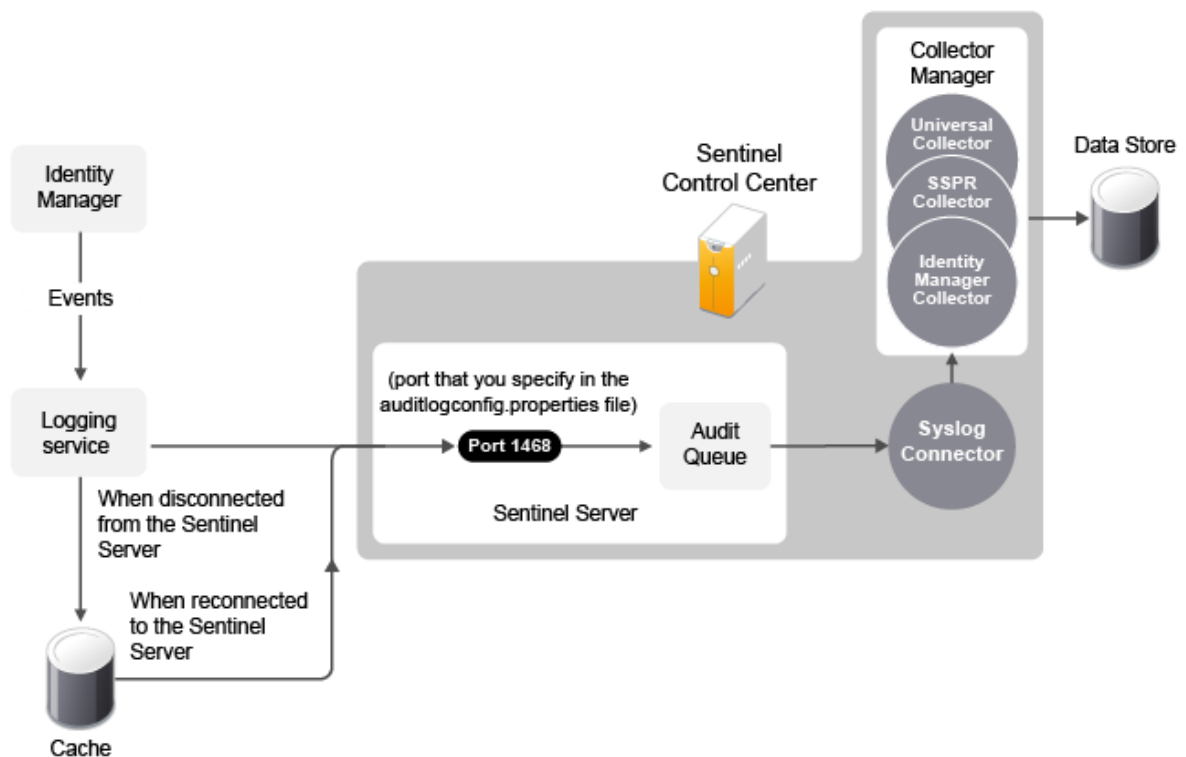 Collector
Manager
Universal
Collector
SSPR
Collector
Identity
Manager
Collector
Data Store
Sentinel
Control Center
Identity
Manager
Events
Logging
service
(port that you specify in the
auditlogconfig.properties file)
Port 1468
Audit
Queue
Sentinel Server
Syslog
Connector
When disconnected
from the Sentinel
Server
When reconnected
to the Sentinel
Server
Cache